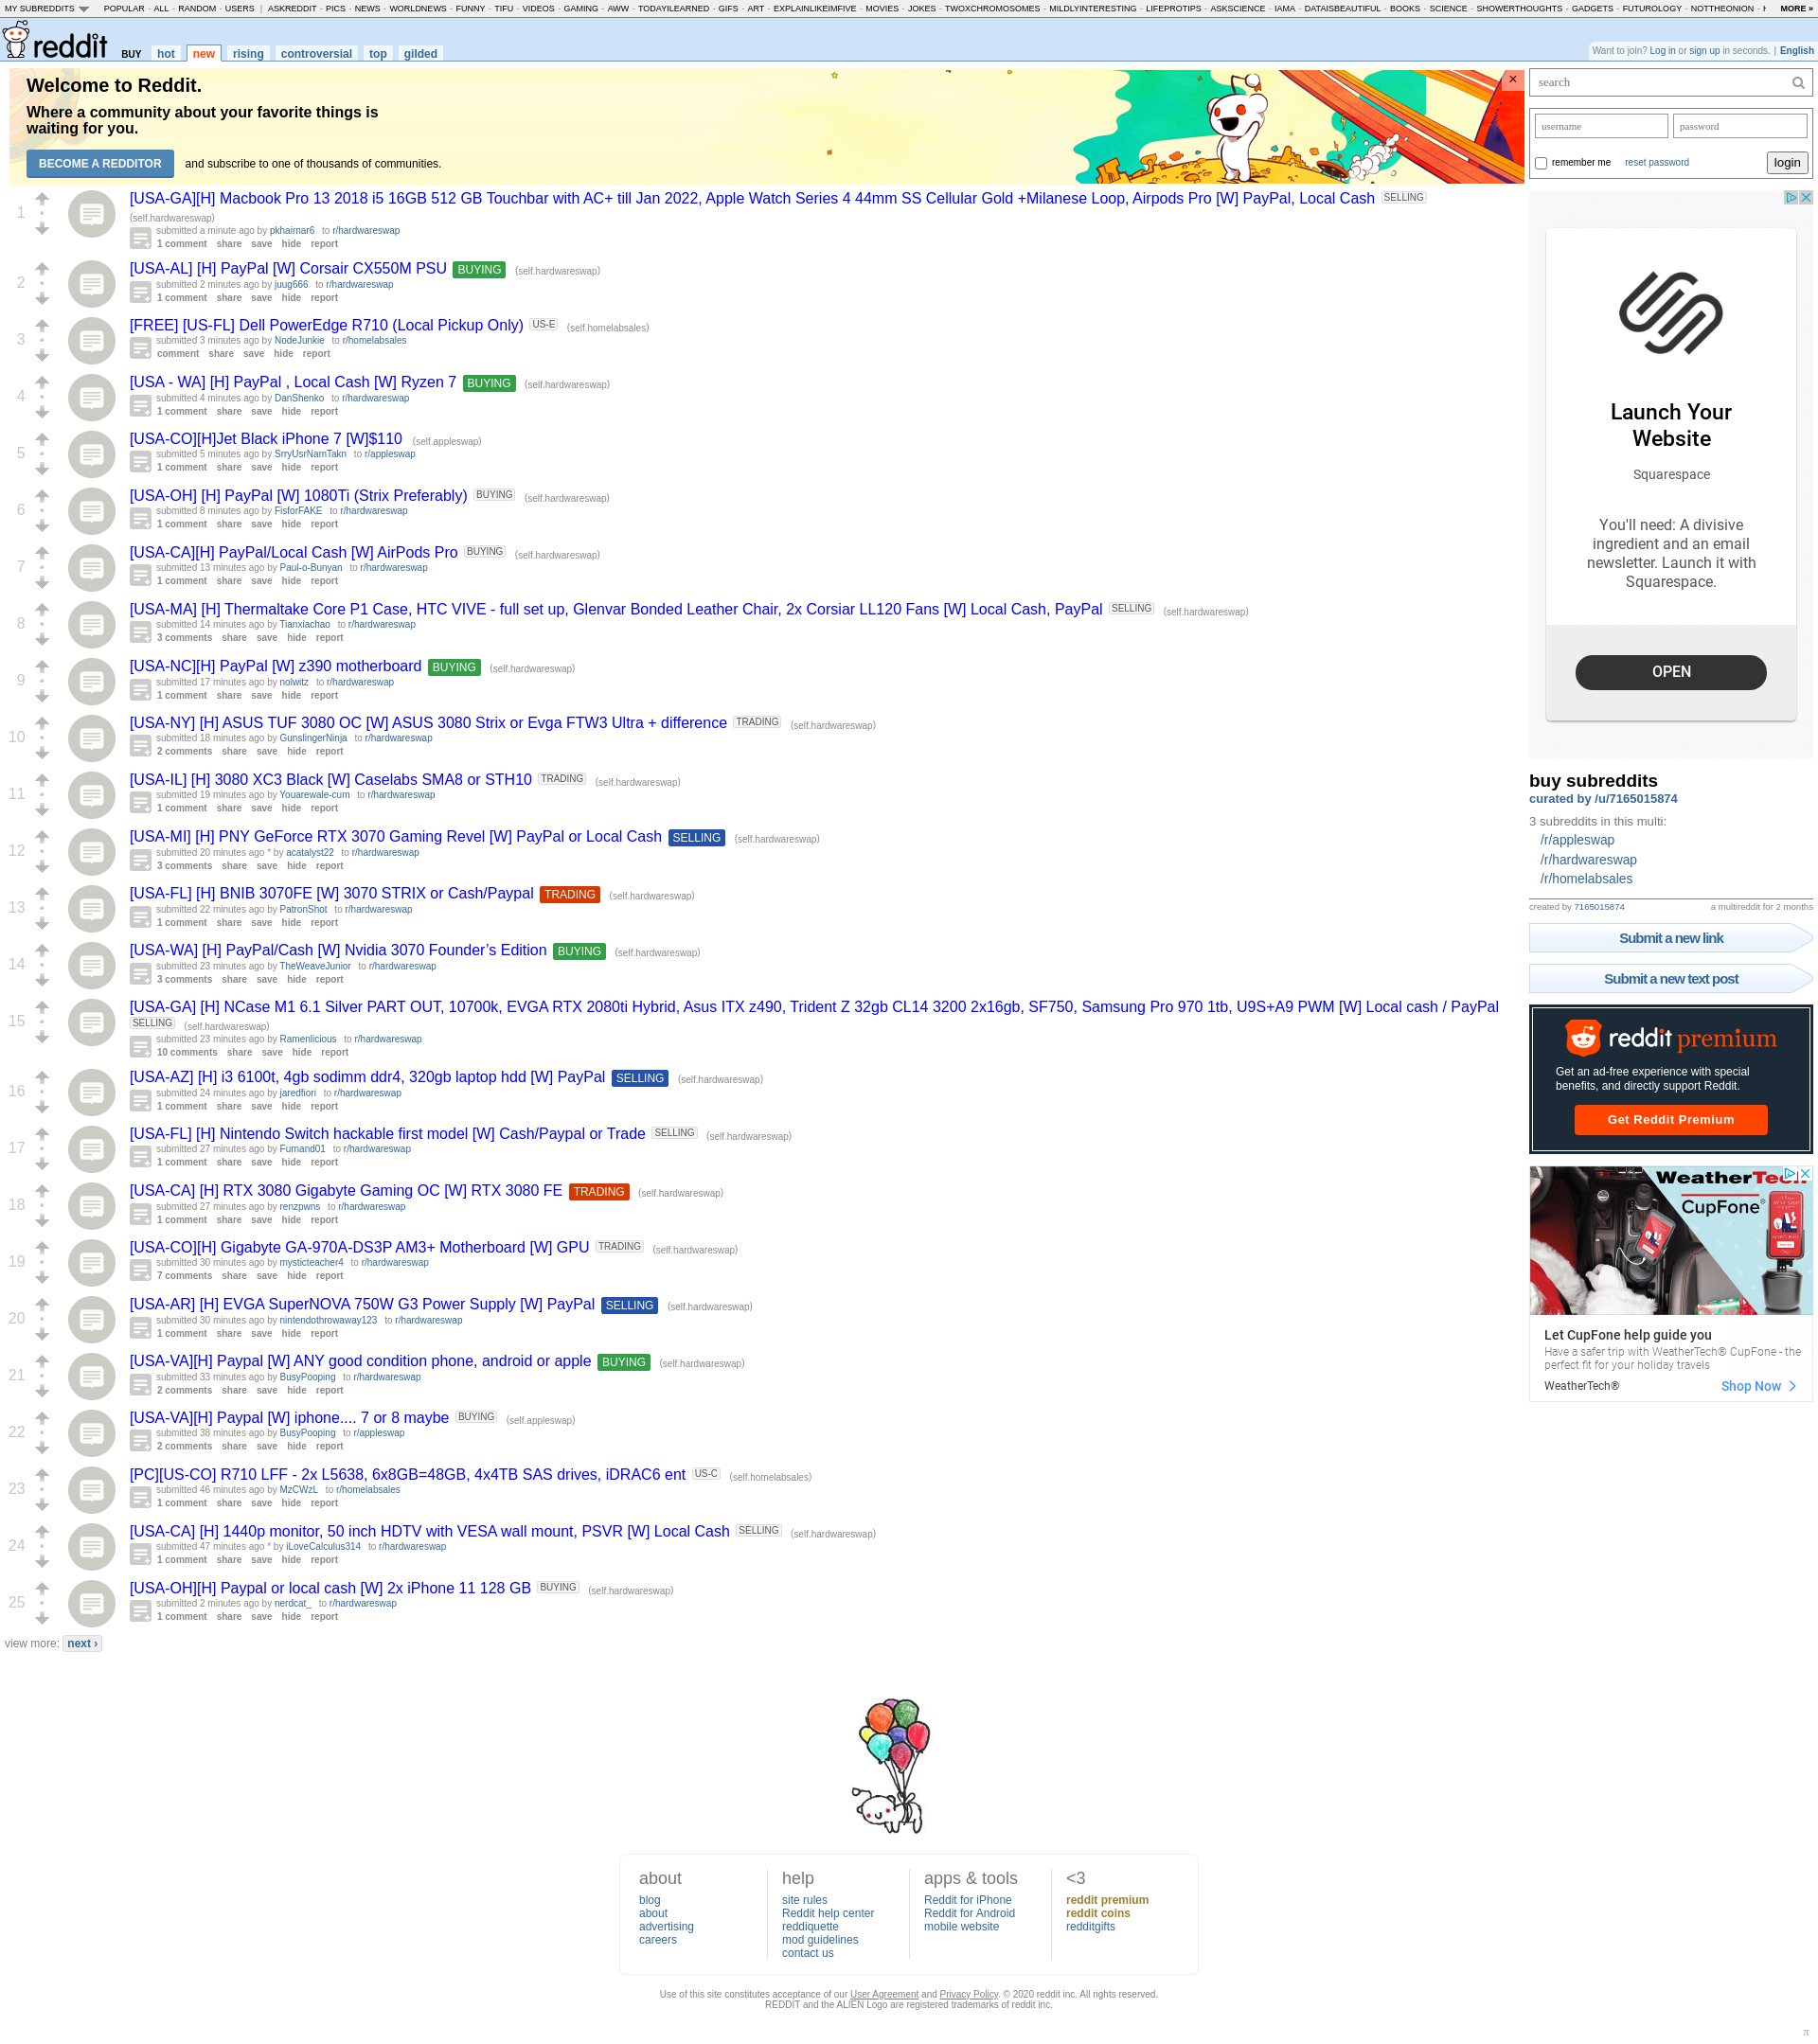 MY SUBREDDITS POPULAR - ALL - RANDOM - USERS | ASKREDDIT - PICS - NEWS - WORLDNEWS - FUNNY - TIFU - VIDEOS - GAMING - AWW - TODAYILEARNED - GIFS - ART - EXPLAINLIKEIMFIVE - MOVIES - JOKES - TWOXCHROMOSOMES - MILDLYINTERESTING - LIFEPROTIPS - ASKSCIENCE - IAMA - DATAISBEAUTIFUL - BOOKS - SCIENCE - SHOWERTHOUGHTS - GADGETS - FUTUROLOGY - NOTTHEONION - MORE »
reddit BUY hot new rising controversial top gilded
Want to join? Log in or sign up in seconds. | English
Welcome to Reddit.
Where a community about your favorite things is
waiting for you.
BECOME A REDDITOR and subscribe to one of thousands of communities.
1
[USA-GA][H] Macbook Pro 13 2018 i5 16GB 512 GB Touchbar with AC+ till Jan 2022, Apple Watch Series 4 44mm SS Cellular Gold +Milanese Loop, Airpods Pro [W] PayPal, Local Cash SELLING
(self.hardwareswap)
submitted a minute ago by pkhairnar6 to r/hardwareswap
1 comment share save hide report
2
[USA-AL] [H] PayPal [W] Corsair CX550M PSU BUYING (self.hardwareswap)
submitted 2 minutes ago by juug666 to r/hardwareswap
1 comment share save hide report
3
[FREE] [US-FL] Dell PowerEdge R710 (Local Pickup Only) US-E (self.homelabsales)
submitted 3 minutes ago by NodeJunkie to r/homelabsales
comment share save hide report
4
[USA - WA] [H] PayPal , Local Cash [W] Ryzen 7 BUYING (self.hardwareswap)
submitted 4 minutes ago by DanShenko to r/hardwareswap
1 comment share save hide report
5
[USA-CO][H]Jet Black iPhone 7 [W]$110 (self.appleswap)
submitted 5 minutes ago by SrryUsrNamTakn to r/appleswap
1 comment share save hide report
6
[USA-OH] [H] PayPal [W] 1080Ti (Strix Preferably) BUYING (self.hardwareswap)
submitted 8 minutes ago by FisforFAKE to r/hardwareswap
1 comment share save hide report
7
[USA-CA][H] PayPal/Local Cash [W] AirPods Pro BUYING (self.hardwareswap)
submitted 13 minutes ago by Paul-o-Bunyan to r/hardwareswap
1 comment share save hide report
8
[USA-MA] [H] Thermaltake Core P1 Case, HTC VIVE - full set up, Glenvar Bonded Leather Chair, 2x Corsiar LL120 Fans [W] Local Cash, PayPal SELLING (self.hardwareswap)
submitted 14 minutes ago by Tianxiachao to r/hardwareswap
3 comments share save hide report
9
[USA-NC][H] PayPal [W] z390 motherboard BUYING (self.hardwareswap)
submitted 17 minutes ago by nolwitz to r/hardwareswap
1 comment share save hide report
10
[USA-NY] [H] ASUS TUF 3080 OC [W] ASUS 3080 Strix or Evga FTW3 Ultra + difference TRADING (self.hardwareswap)
submitted 18 minutes ago by GunslingerNinja to r/hardwareswap
2 comments share save hide report
11
[USA-IL] [H] 3080 XC3 Black [W] Caselabs SMA8 or STH10 TRADING (self.hardwareswap)
submitted 19 minutes ago by Youarewale-cum to r/hardwareswap
1 comment share save hide report
12
[USA-MI] [H] PNY GeForce RTX 3070 Gaming Revel [W] PayPal or Local Cash SELLING (self.hardwareswap)
submitted 20 minutes ago * by acatalyst22 to r/hardwareswap
3 comments share save hide report
13
[USA-FL] [H] BNIB 3070FE [W] 3070 STRIX or Cash/Paypal TRADING (self.hardwareswap)
submitted 22 minutes ago by PatronShot to r/hardwareswap
1 comment share save hide report
14
[USA-WA] [H] PayPal/Cash [W] Nvidia 3070 Founder’s Edition BUYING (self.hardwareswap)
submitted 23 minutes ago by TheWeaveJunior to r/hardwareswap
3 comments share save hide report
15
[USA-GA] [H] NCase M1 6.1 Silver PART OUT, 10700k, EVGA RTX 2080ti Hybrid, Asus ITX z490, Trident Z 32gb CL14 3200 2x16gb, SF750, Samsung Pro 970 1tb, U9S+A9 PWM [W] Local cash / PayPal
SELLING (self.hardwareswap)
submitted 23 minutes ago by Ramenlicious to r/hardwareswap
10 comments share save hide report
16
[USA-AZ] [H] i3 6100t, 4gb sodimm ddr4, 320gb laptop hdd [W] PayPal SELLING (self.hardwareswap)
submitted 24 minutes ago by jaredfiori to r/hardwareswap
1 comment share save hide report
17
[USA-FL] [H] Nintendo Switch hackable first model [W] Cash/Paypal or Trade SELLING (self.hardwareswap)
submitted 27 minutes ago by Furnand01 to r/hardwareswap
1 comment share save hide report
18
[USA-CA] [H] RTX 3080 Gigabyte Gaming OC [W] RTX 3080 FE TRADING (self.hardwareswap)
submitted 27 minutes ago by renzpwns to r/hardwareswap
1 comment share save hide report
19
[USA-CO][H] Gigabyte GA-970A-DS3P AM3+ Motherboard [W] GPU TRADING (self.hardwareswap)
submitted 30 minutes ago by mysticteacher4 to r/hardwareswap
7 comments share save hide report
20
[USA-AR] [H] EVGA SuperNOVA 750W G3 Power Supply [W] PayPal SELLING (self.hardwareswap)
submitted 30 minutes ago by nintendothrowaway123 to r/hardwareswap
1 comment share save hide report
21
[USA-VA][H] Paypal [W] ANY good condition phone, android or apple BUYING (self.hardwareswap)
submitted 33 minutes ago by BusyPooping to r/hardwareswap
2 comments share save hide report
22
[USA-VA][H] Paypal [W] iphone.... 7 or 8 maybe BUYING (self.appleswap)
submitted 38 minutes ago by BusyPooping to r/appleswap
2 comments share save hide report
23
[PC][US-CO] R710 LFF - 2x L5638, 6x8GB=48GB, 4x4TB SAS drives, iDRAC6 ent US-C (self.homelabsales)
submitted 46 minutes ago by MzCWzL to r/homelabsales
1 comment share save hide report
24
[USA-CA] [H] 1440p monitor, 50 inch HDTV with VESA wall mount, PSVR [W] Local Cash SELLING (self.hardwareswap)
submitted 47 minutes ago * by iLoveCalculus314 to r/hardwareswap
1 comment share save hide report
25
[USA-OH][H] Paypal or local cash [W] 2x iPhone 11 128 GB BUYING (self.hardwareswap)
submitted 2 minutes ago by nerdcat_ to r/hardwareswap
1 comment share save hide report
view more: next ›
search
username password
remember me reset password login
Launch Your
Website
Squarespace
You'll need: A divisive
ingredient and an email
newsletter. Launch it with
Squarespace.
OPEN
buy subreddits
curated by /u/7165015874
3 subreddits in this multi:
/r/appleswap
/r/hardwareswap
/r/homelabsales
created by 7165015874 a multireddit for 2 months
Submit a new link
Submit a new text post
reddit premium
Get an ad-free experience with special
benefits, and directly support Reddit.
Get Reddit Premium
WeatherTech
CupFone®
Let CupFone help guide you
Have a safer trip with WeatherTech® CupFone - the
perfect fit for your holiday travels
WeatherTech® Shop Now
about
blog
about
advertising
careers
help
site rules
Reddit help center
reddiquette
mod guidelines
contact us
apps & tools
Reddit for iPhone
Reddit for Android
mobile website
<3
reddit premium
reddit coins
redditgifts
Use of this site constitutes acceptance of our User Agreement and Privacy Policy. © 2020 reddit inc. All rights reserved.
REDDIT and the ALIEN Logo are registered trademarks of reddit inc.
π